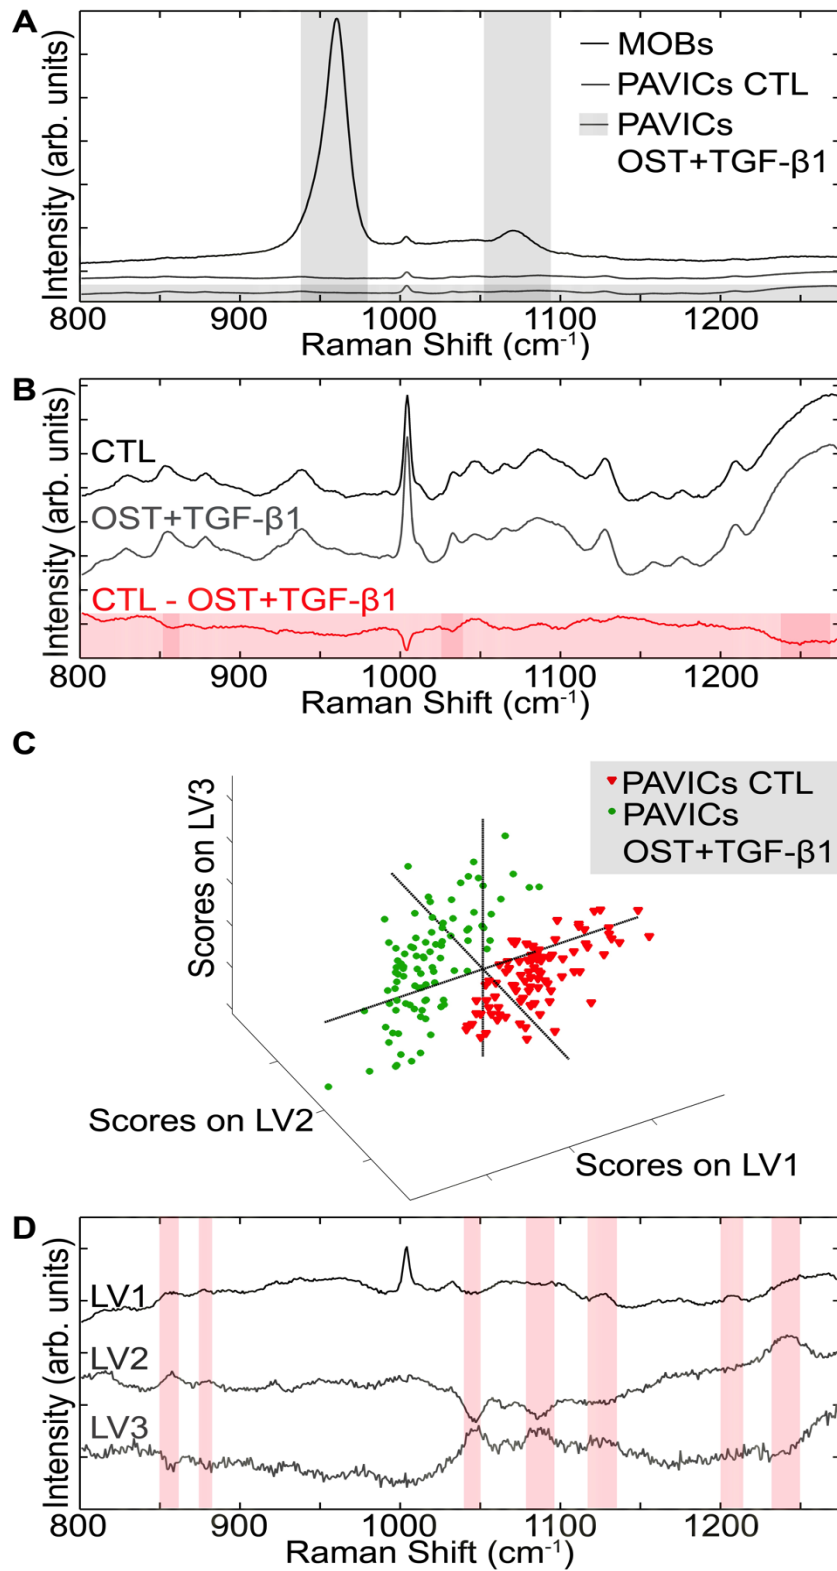 A
MOBs
PAVICs CTL
PAVICs
OST+TGF-β1
Intensity (arb. units)
800 900 1000 1100 1200
Raman Shift (cm⁻¹)
B
CTL
OST+TGF-β1
CTL - OST+TGF-β1
Intensity (arb. units)
800 900 1000 1100 1200
Raman Shift (cm⁻¹)
C
PAVICs CTL
PAVICs
OST+TGF-β1
Scores on LV3
Scores on LV2
Scores on LV1
D
LV1
LV2
LV3
Intensity (arb. units)
800 900 1000 1100 1200
Raman Shift (cm⁻¹)